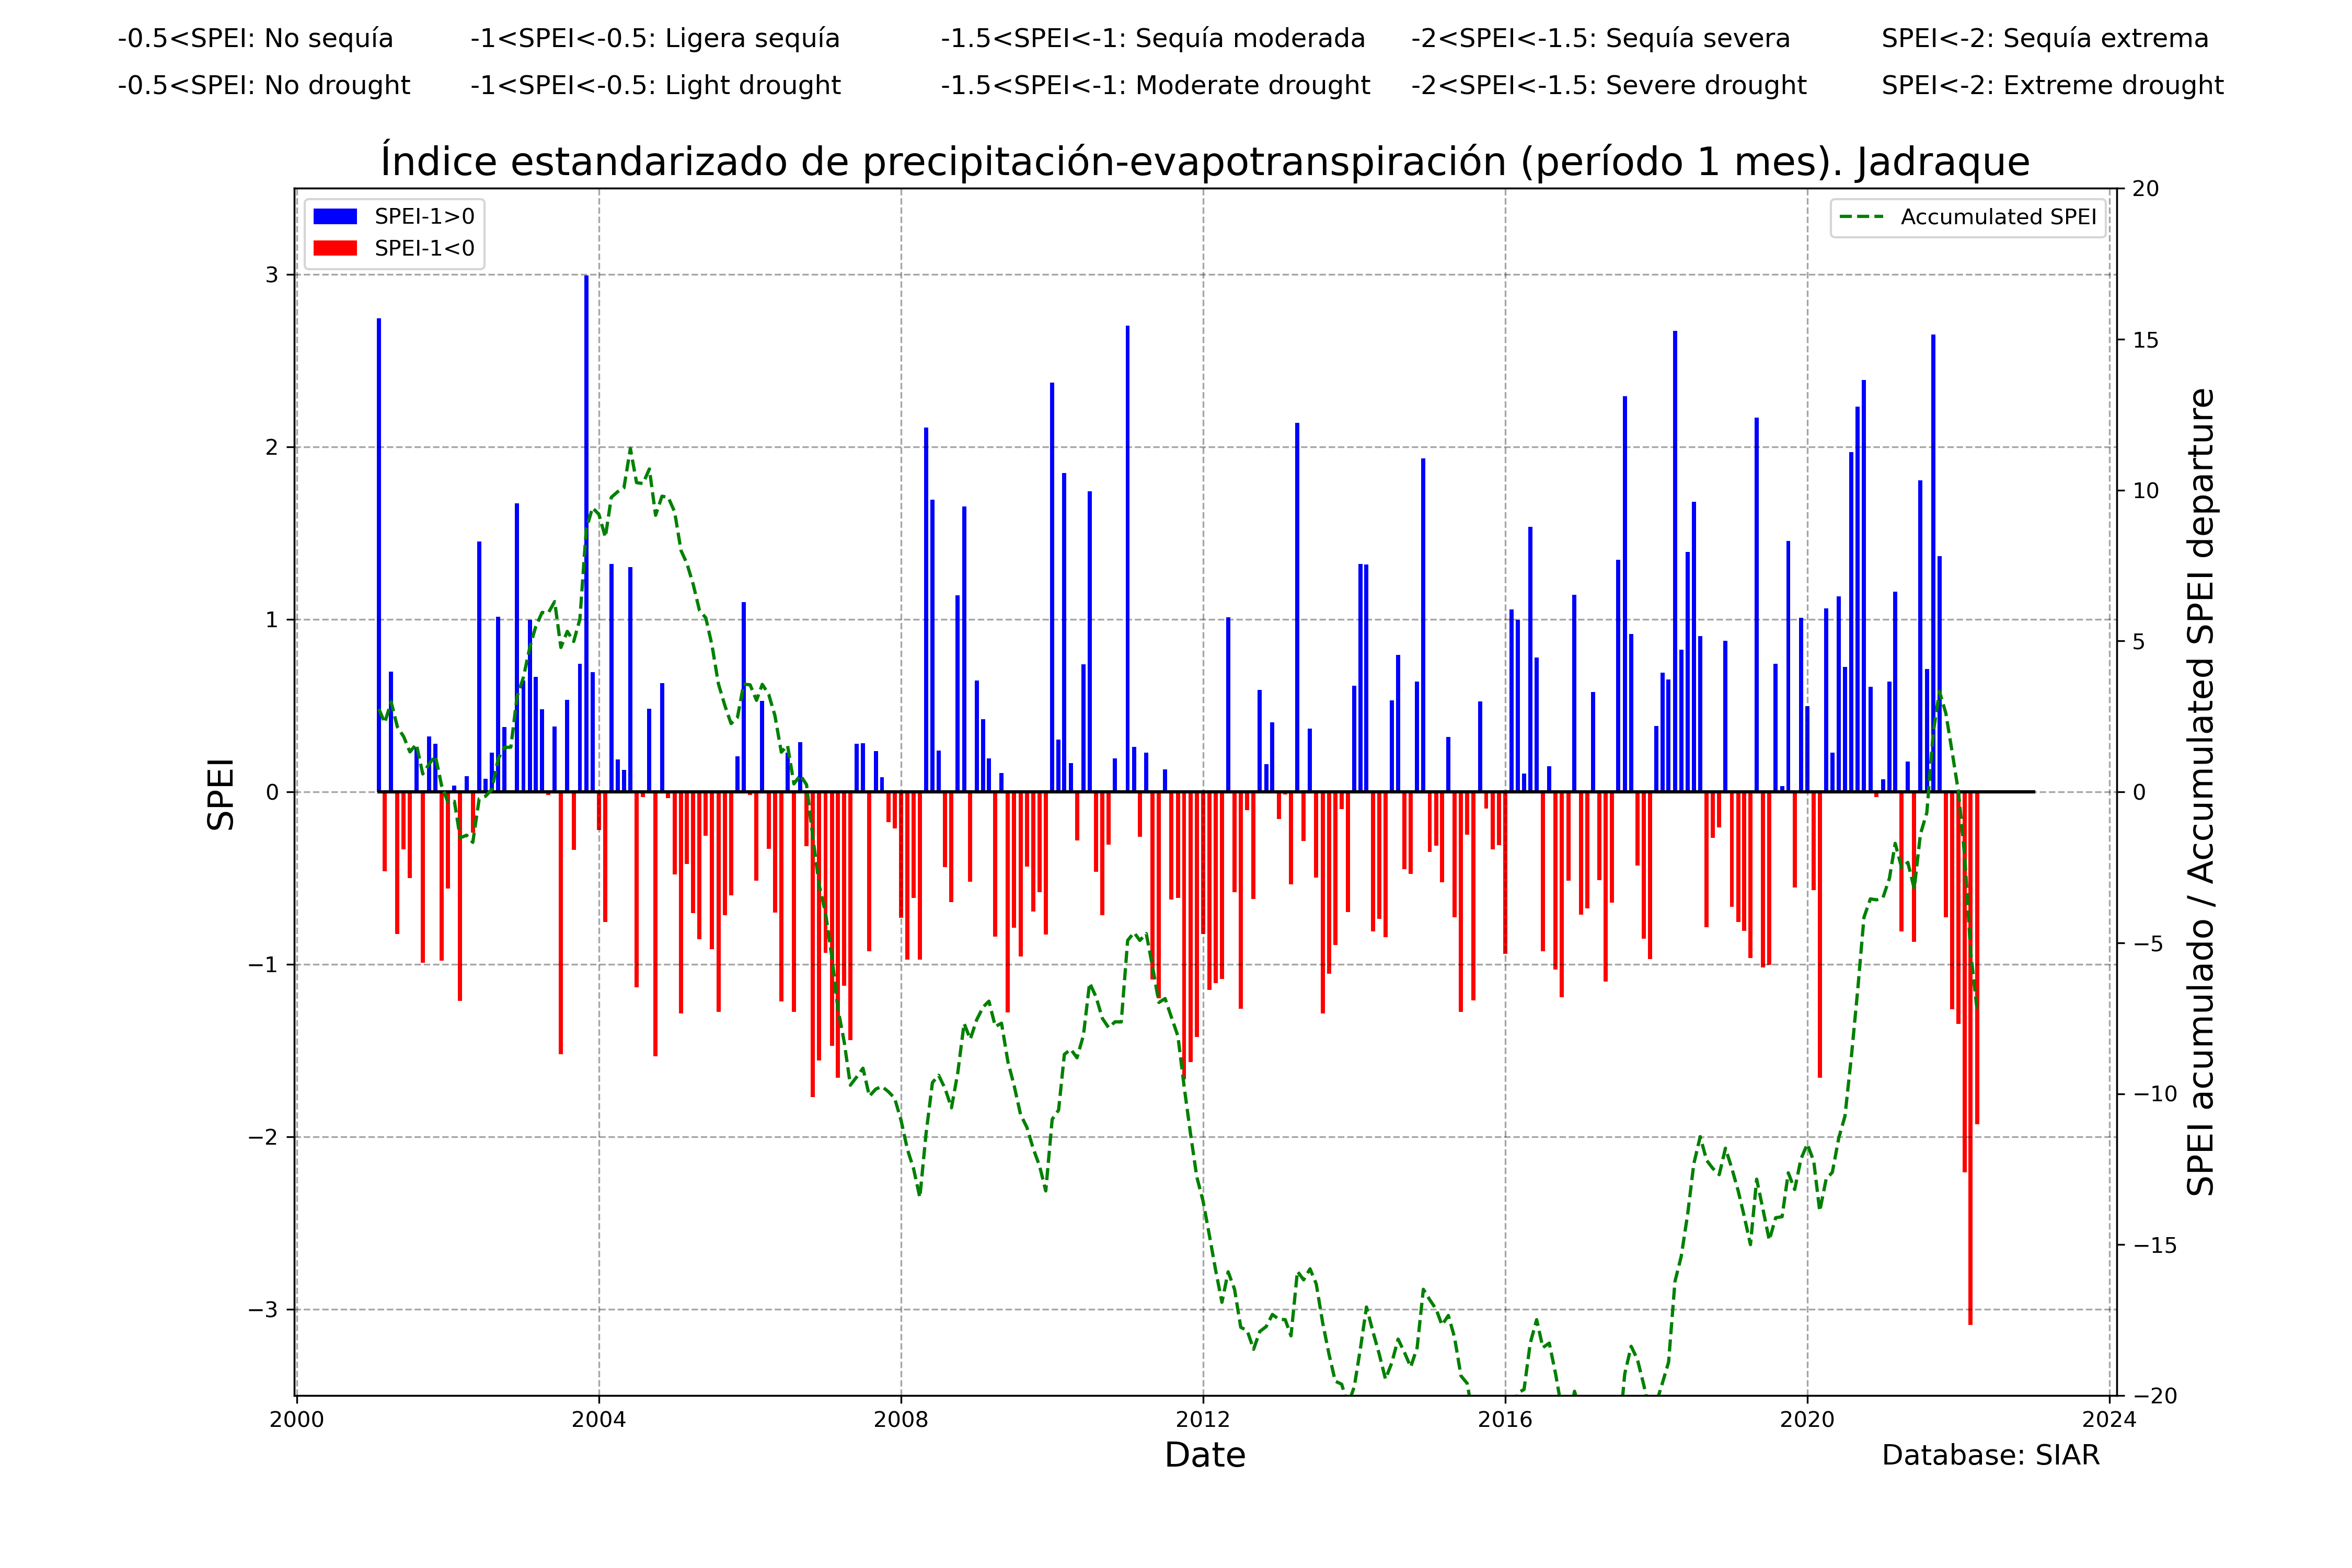 -0.5<SPEI: No sequía -1<SPEI<-0.5: Ligera sequía -1.5<SPEI<-1: Sequía moderada -2<SPEI<-1.5: Sequía severa SPEI<-2: Sequía extrema
-0.5<SPEI: No drought -1<SPEI<-0.5: Light drought -1.5<SPEI<-1: Moderate drought -2<SPEI<-1.5: Severe drought SPEI<-2: Extreme drought
Índice estandarizado de precipitación-evapotranspiración (período 1 mes). Jadraque
SPEI-1>0
SPEI-1<0
Accumulated SPEI
SPEI
3
2
1
0
−1
−2
−3
20
15
10
5
0
−5
−10
−15
−20
SPEI acumulado / Accumulated SPEI departure
2000 2004 2008 2012 2016 2020 2024
Date
Database: SIAR